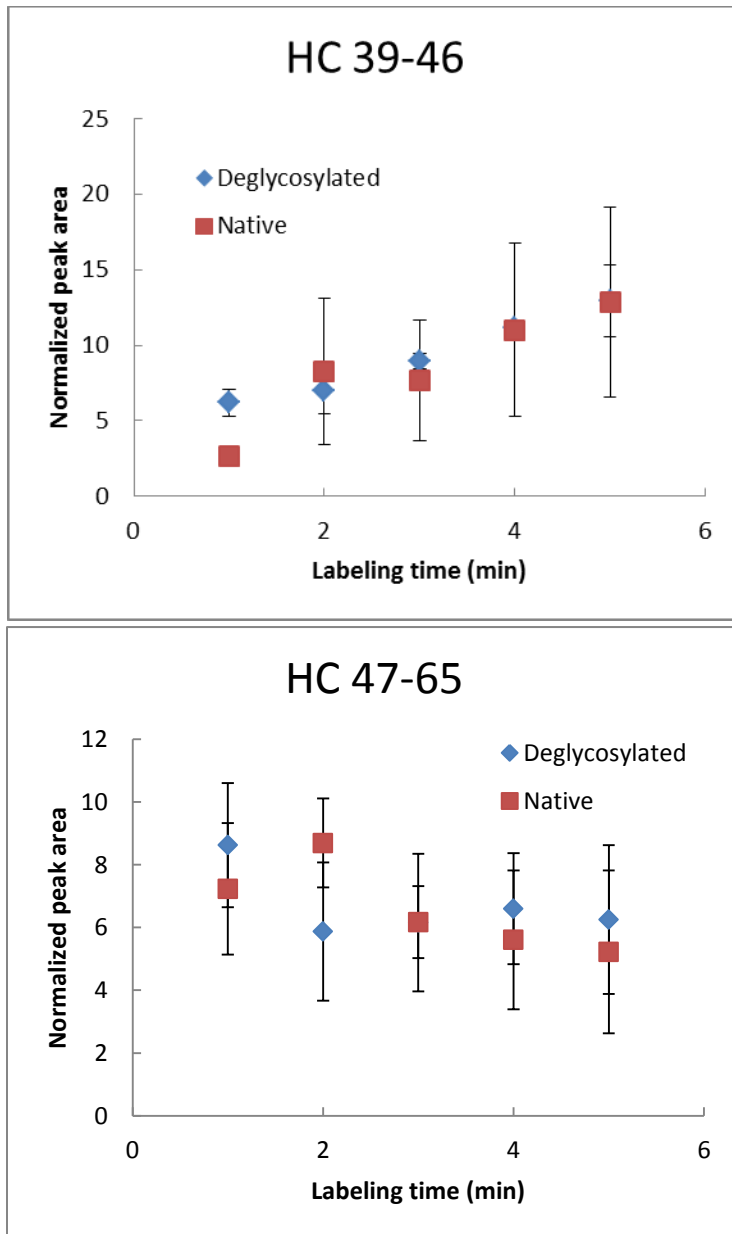 HC 39-46
25
20
15
10
5
0
Normalized peak area
Deglycosylated
Native
0 2 4 6
Labeling time (min)
HC 47-65
12
10
8
6
4
2
0
Normalized peak area
Deglycosylated
Native
0 2 4 6
Labeling time (min)